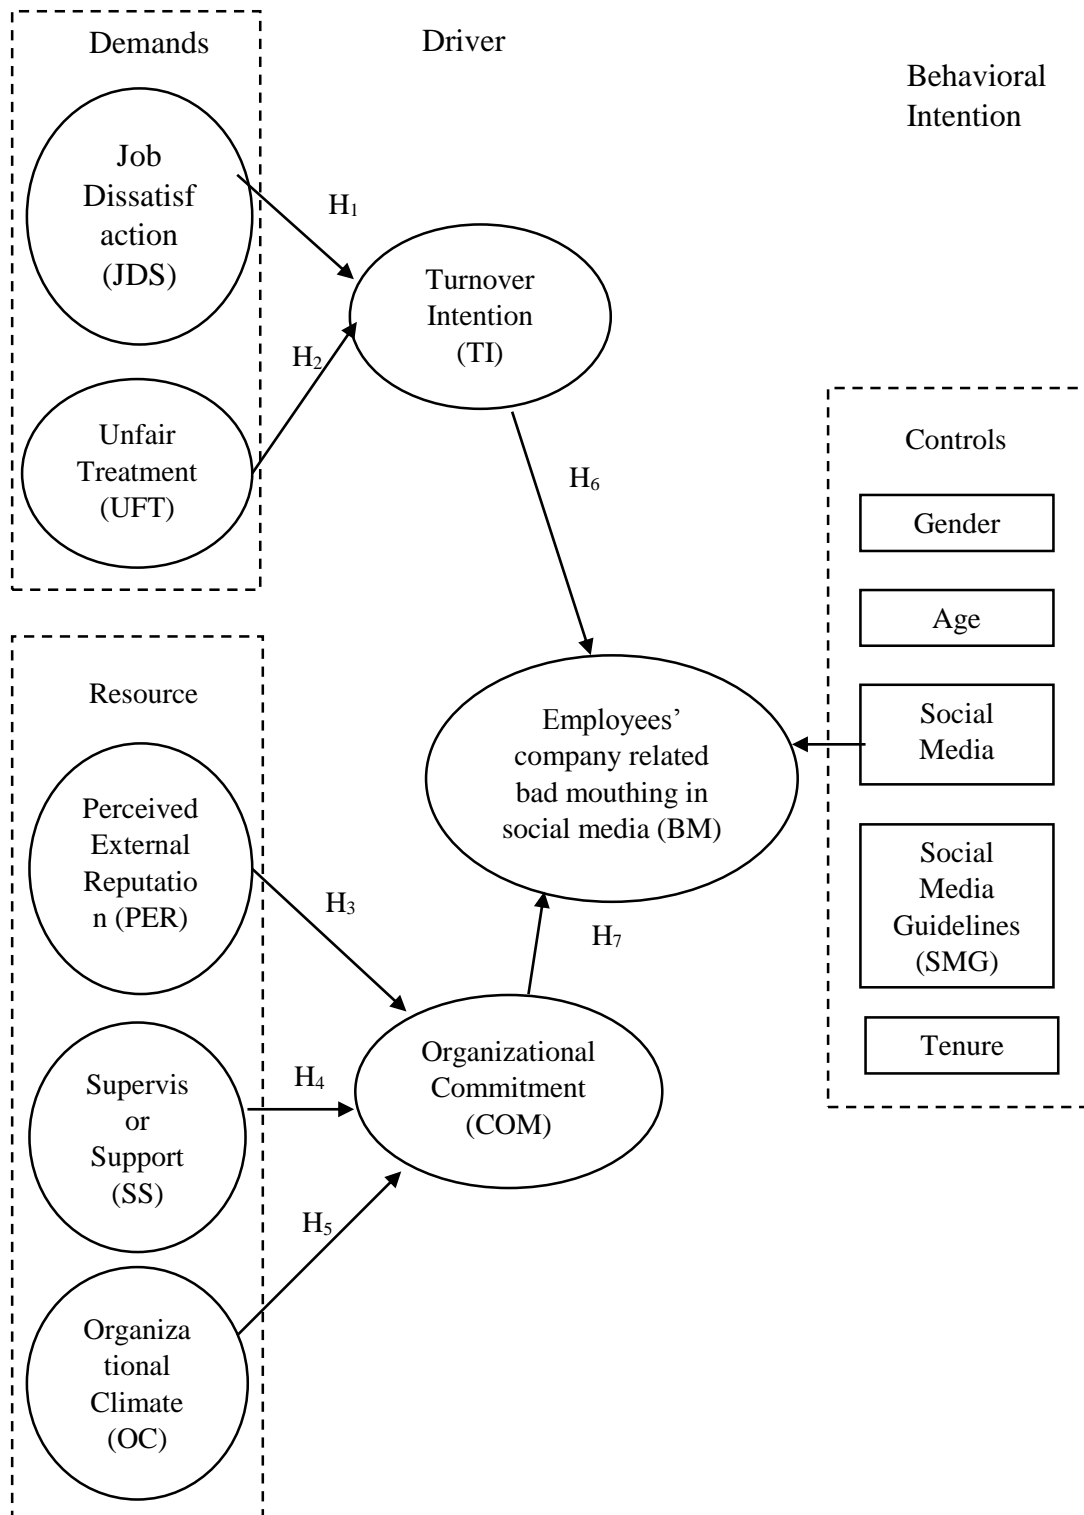 Demands
Driver
Behavioral
Intention
Job
Dissatisf
action
(JDS)
H₁
Turnover
Intention
(TI)
H₂
Unfair
Treatment
(UFT)
H₆
Controls
Gender
Age
Social
Media
Social
Media
Guidelines
(SMG)
Tenure
Resource
Employees’
company related
bad mouthing in
social media (BM)
Perceived
External
Reputatio
n (PER)
H₃
H₇
Supervis
or
Support
(SS)
H₄
Organizational
Commitment
(COM)
H₅
Organiza
tional
Climate
(OC)